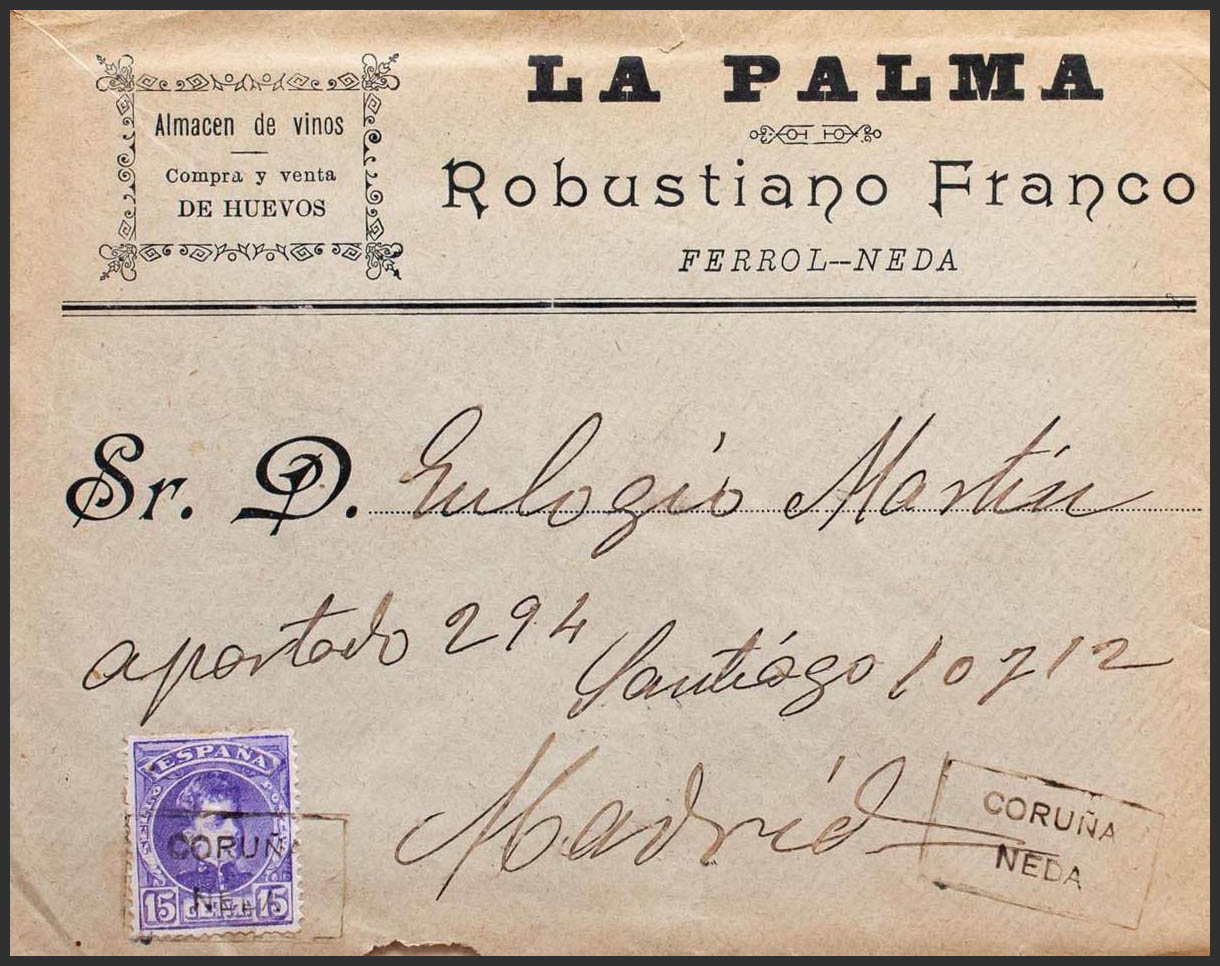 Almacen de vinos
Compra y venta
DE HUEVOS
LA PALMA
Robustiano Franco
FERROL--NEDA
Sr. D. Eulogio Martín
apartado 294
Santiágo 10 y 12
Madrid
ESPAÑA
15 15
CORUÑ
CORUÑA
NEDA